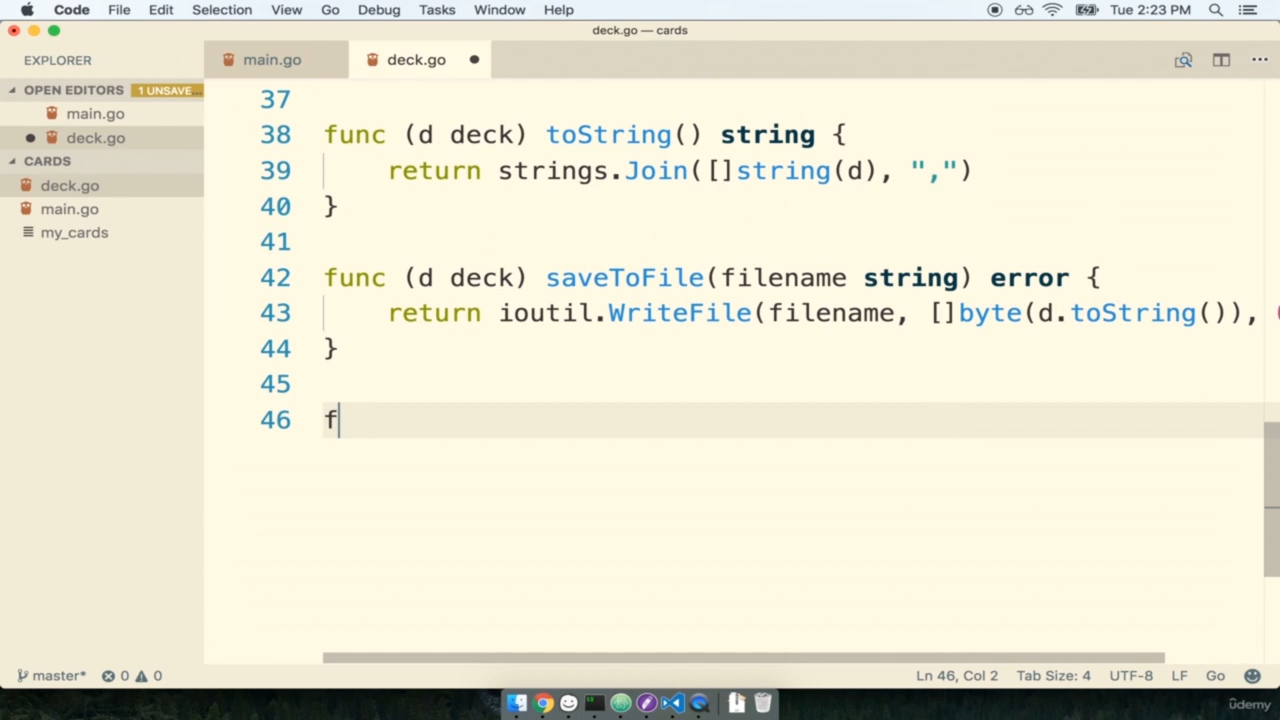 Code File Edit Selection View Go Debug Tasks Window Help Tue 2:23 PM
deck.go — cards
EXPLORER
main.go
deck.go
OPEN EDITORS 1 UNSAVE...
main.go
deck.go
CARDS
deck.go
main.go
my_cards
37
38 func (d deck) toString() string {
39 return strings.Join([]string(d), ",")
40 }
41
42 func (d deck) saveToFile(filename string) error {
43 return ioutil.WriteFile(filename, []byte(d.toString()),
44 }
45
46 f
master* 0 0 Ln 46, Col 2 Tab Size: 4 UTF-8 LF Go
udemy